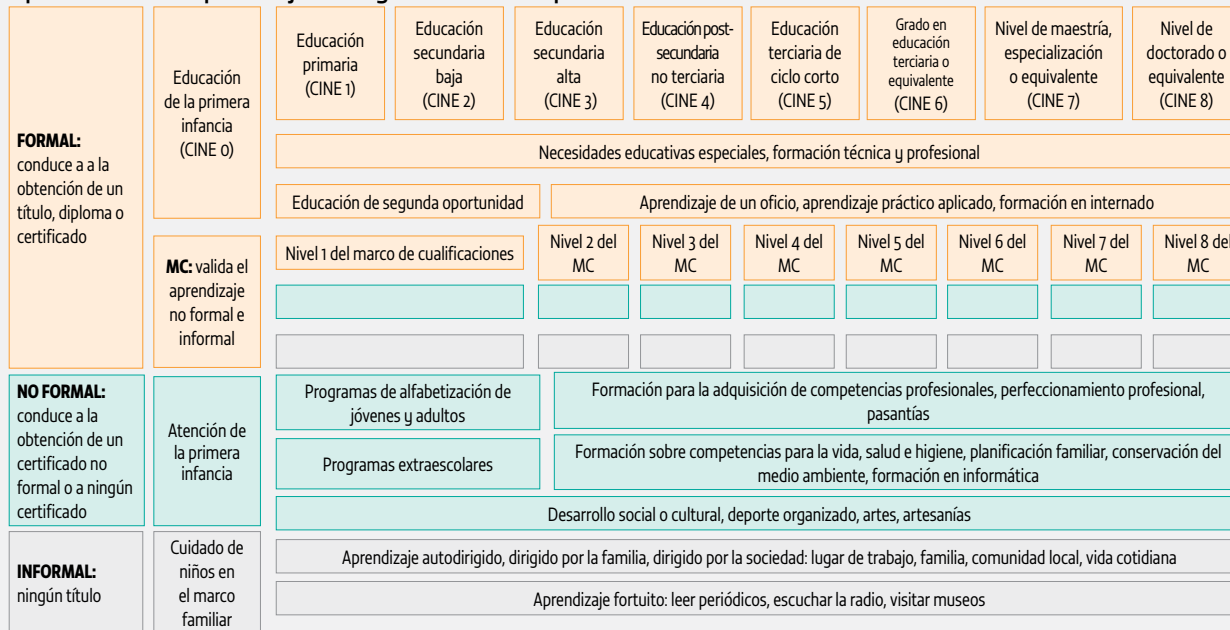 FORMAL:
conduce a a la
obtención de un
título, diploma o
certificado
Educación
de la primera
infancia
(CINE 0)
Educación
primaria
(CINE 1)
Educación
secundaria
baja
(CINE 2)
Educación
secundaria
alta
(CINE 3)
Educación post-
secundaria
no terciaria
(CINE 4)
Educación
terciaria de
ciclo corto
(CINE 5)
Grado en
educación
terciaria o
equivalente
(CINE 6)
Nivel de maestría,
especialización
o equivalente
(CINE 7)
Nivel de
doctorado o
equivalente
(CINE 8)
Necesidades educativas especiales, formación técnica y profesional
Educación de segunda oportunidad
Aprendizaje de un oficio, aprendizaje práctico aplicado, formación en internado
MC: valida el
aprendizaje
no formal e
informal
Nivel 1 del marco de cualificaciones
Nivel 2 del
MC
Nivel 3 del
MC
Nivel 4 del
MC
Nivel 5 del
MC
Nivel 6 del
MC
Nivel 7 del
MC
Nivel 8 del
MC
NO FORMAL:
conduce a la
obtención de un
certificado no
formal o a ningún
certificado
Atención de
la primera
infancia
Programas de alfabetización de
jóvenes y adultos
Formación para la adquisición de competencias profesionales, perfeccionamiento profesional,
pasantías
Programas extraescolares
Formación sobre competencias para la vida, salud e higiene, planificación familiar, conservación del
medio ambiente, formación en informática
Desarrollo social o cultural, deporte organizado, artes, artesanías
INFORMAL:
ningún título
Cuidado de
niños en
el marco
familiar
Aprendizaje autodirigido, dirigido por la familia, dirigido por la sociedad: lugar de trabajo, familia, comunidad local, vida cotidiana
Aprendizaje fortuito: leer periódicos, escuchar la radio, visitar museos